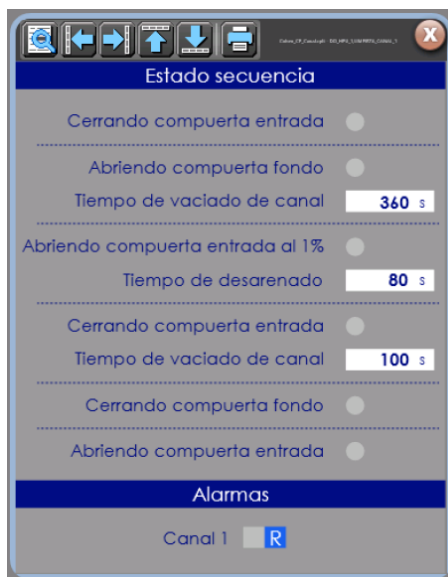 X
Estado secuencia
Cerrando compuerta entrada
Abriendo compuerta fondo
Tiempo de vaciado de canal 360 s
Abriendo compuerta entrada al 1%
Tiempo de desarenado 80 s
Cerrando compuerta entrada
Tiempo de vaciado de canal 100 s
Cerrando compuerta fondo
Abriendo compuerta entrada
Alarmas
Canal 1 R